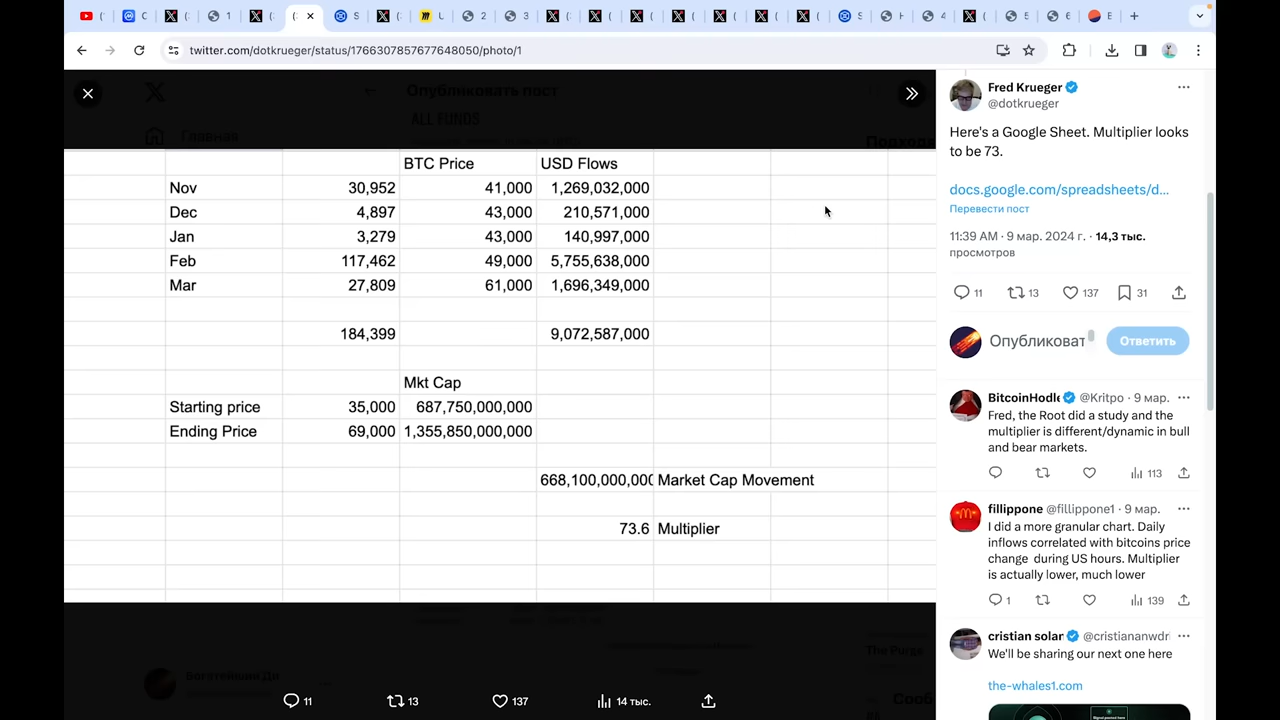 twitter.com/dotkrueger/status/1766307857677648050/photo/1
Опубликовать пост
ALL FUNDS
Главная
BTC Price USD Flows
Nov 30,952 41,000 1,269,032,000
Dec 4,897 43,000 210,571,000
Jan 3,279 43,000 140,997,000
Feb 117,462 49,000 5,755,638,000
Mar 27,809 61,000 1,696,349,000
184,399 9,072,587,000
Mkt Cap
Starting price 35,000 687,750,000,000
Ending Price 69,000 1,355,850,000,000
668,100,000,000 Market Cap Movement
73.6 Multiplier
11 13 137 14 тыс.
Fred Krueger
@dotkrueger
Here's a Google Sheet. Multiplier looks
to be 73.
docs.google.com/spreadsheets/d...
Перевести пост
11:39 AM · 9 мар. 2024 г. · 14,3 тыс.
просмотров
11 13 137 31
Опубликоват Ответить
BitcoinHodle @Kritpo · 9 мар.
Fred, the Root did a study and the
multiplier is different/dynamic in bull
and bear markets.
113
fillippone @fillippone1 · 9 мар.
I did a more granular chart. Daily
inflows correlated with bitcoins price
change during US hours. Multiplier
is actually lower, much lower
1 139
cristian solar @cristiananwdr
We'll be sharing our next one here
the-whales1.com